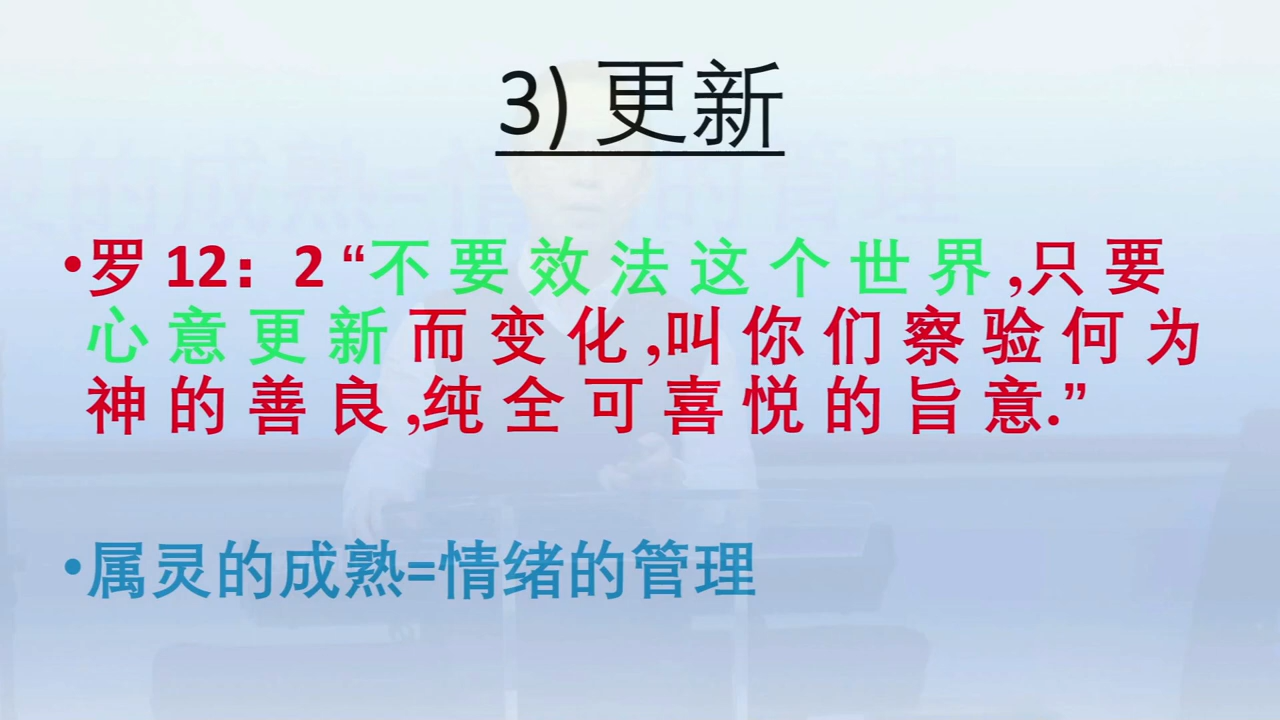 3) 更新
•罗 12：2 “不 要 效 法 这 个 世 界 ,只 要
心 意 更 新 而 变 化 ,叫 你 们 察 验 何 为
神 的 善 良 ,纯 全 可 喜 悦 的 旨 意.”
•属灵的成熟=情绪的管理